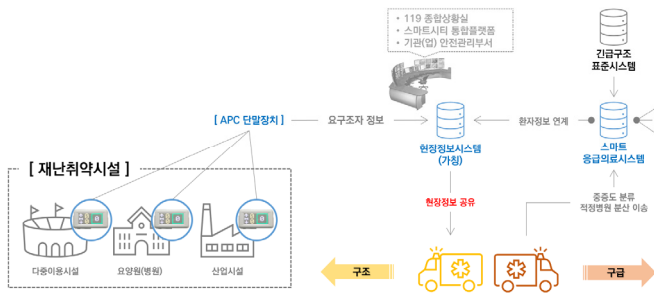 • 119 종합상황실
• 스마트시티 통합플랫폼
• 기관(업) 안전관리부서
긴급구조
표준시스템
[ APC 단말장치 ]
요구조자 정보
환자정보 연계
현장정보시스템
(가칭)
스마트
응급의료시스템
[ 재난취약시설 ]
현장정보 공유
중증도 분류
적정병원 분산 이송
다중이용시설
요양원(병원)
산업시설
구조
구급